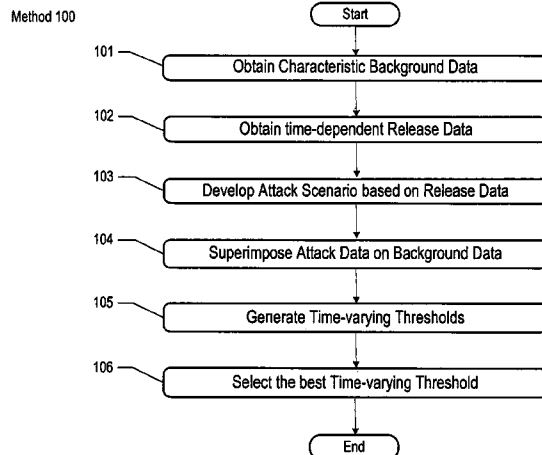 Method 100
Start
101
Obtain Characteristic Background Data
102
Obtain time-dependent Release Data
103
Develop Attack Scenario based on Release Data
104
Superimpose Attack Data on Background Data
105
Generate Time-varying Thresholds
106
Select the best Time-varying Threshold
End